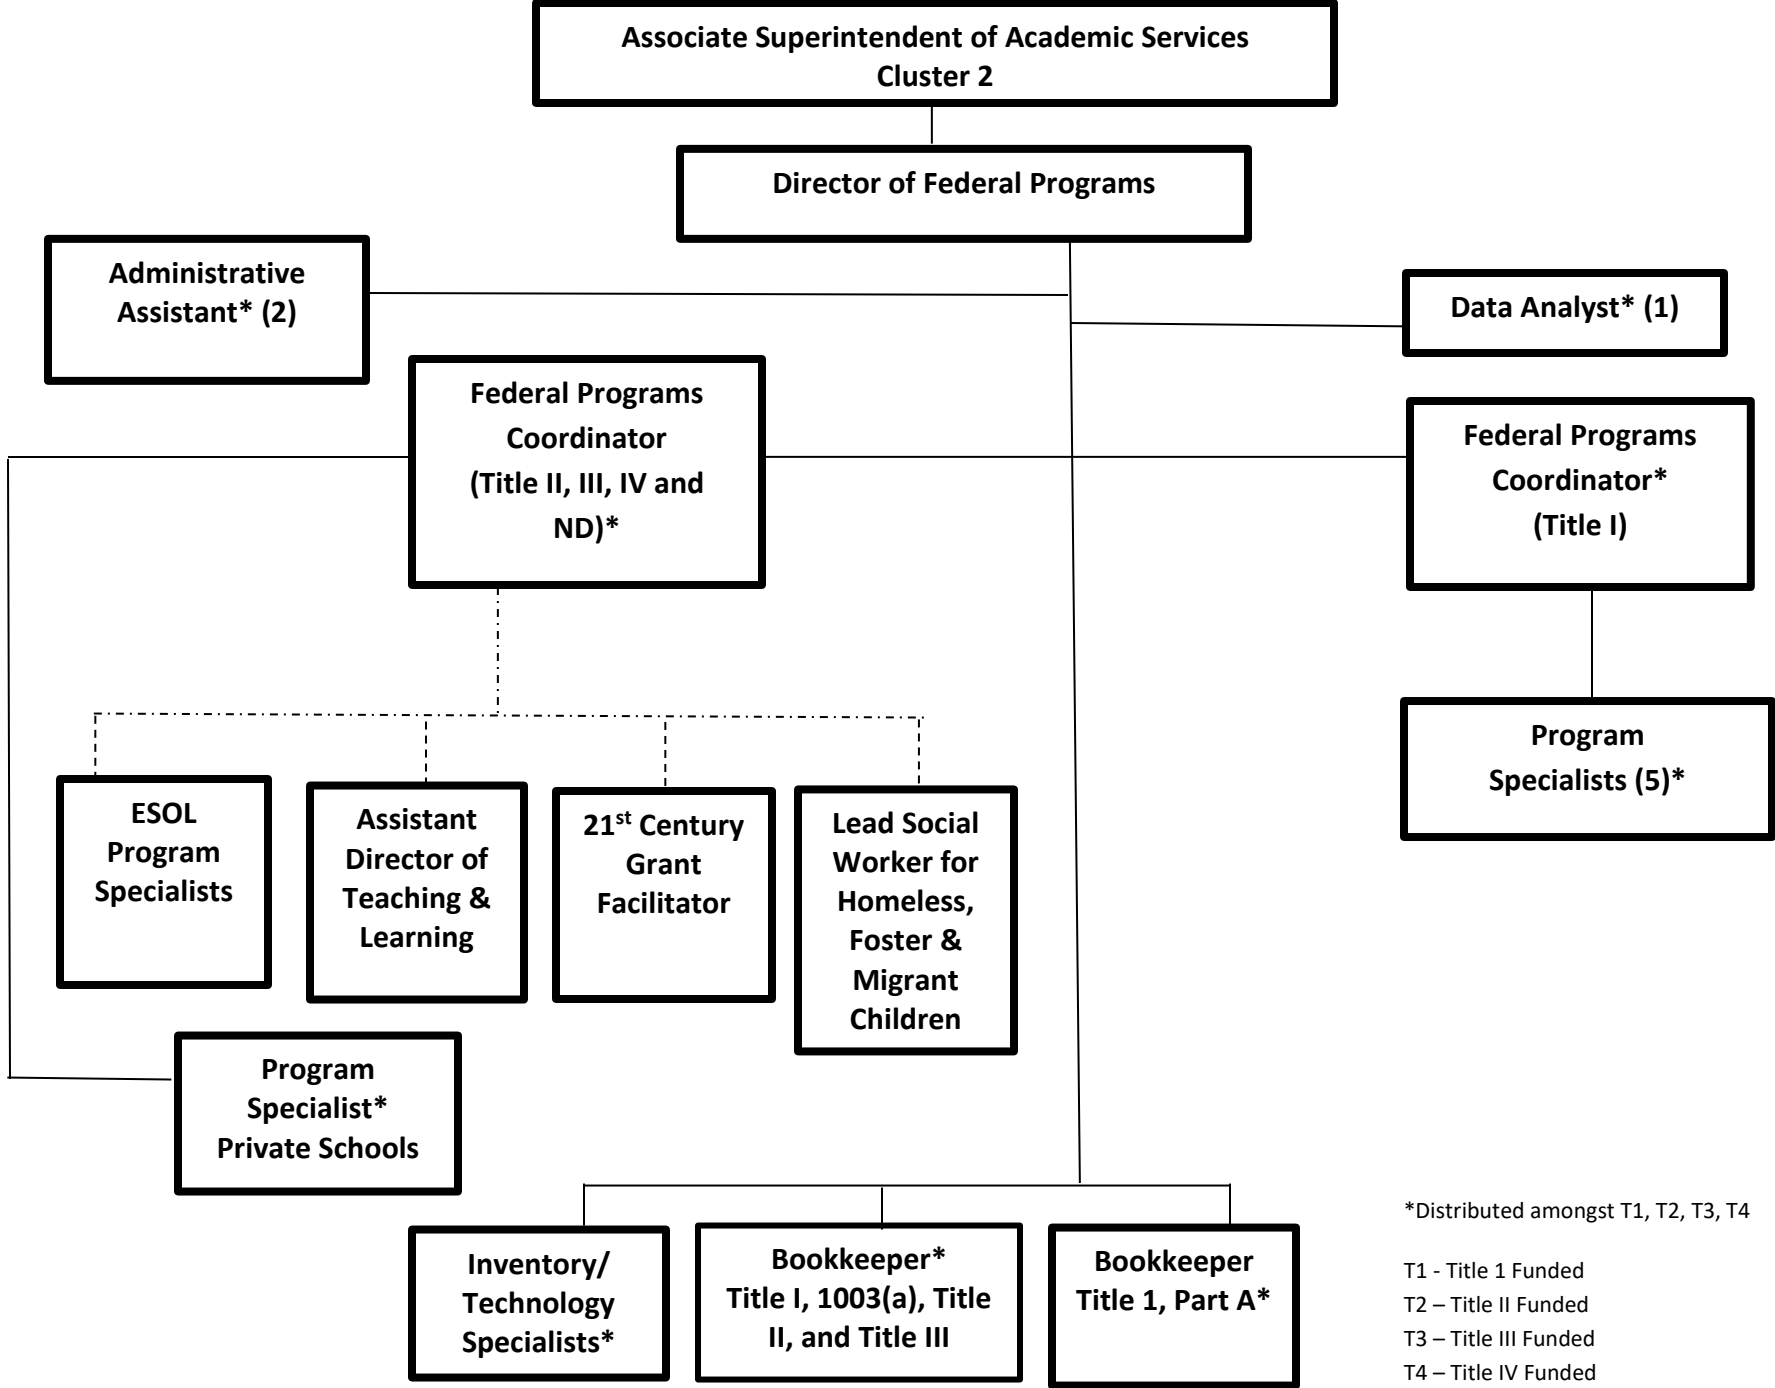 Associate Superintendent of Academic Services
Cluster 2
Director of Federal Programs
Administrative
Assistant* (2)
Data Analyst* (1)
Federal Programs
Coordinator
(Title II, III, IV and
ND)*
Federal Programs
Coordinator*
(Title I)
Program
Specialists (5)*
ESOL
Program
Specialists
Assistant
Director of
Teaching &
Learning
21st Century
Grant
Facilitator
Lead Social
Worker for
Homeless,
Foster &
Migrant
Children
Program
Specialist*
Private Schools
Inventory/
Technology
Specialists*
Bookkeeper*
Title I, 1003(a), Title
II, and Title III
Bookkeeper
Title 1, Part A*
*Distributed amongst T1, T2, T3, T4
T1 - Title 1 Funded
T2 – Title II Funded
T3 – Title III Funded
T4 – Title IV Funded